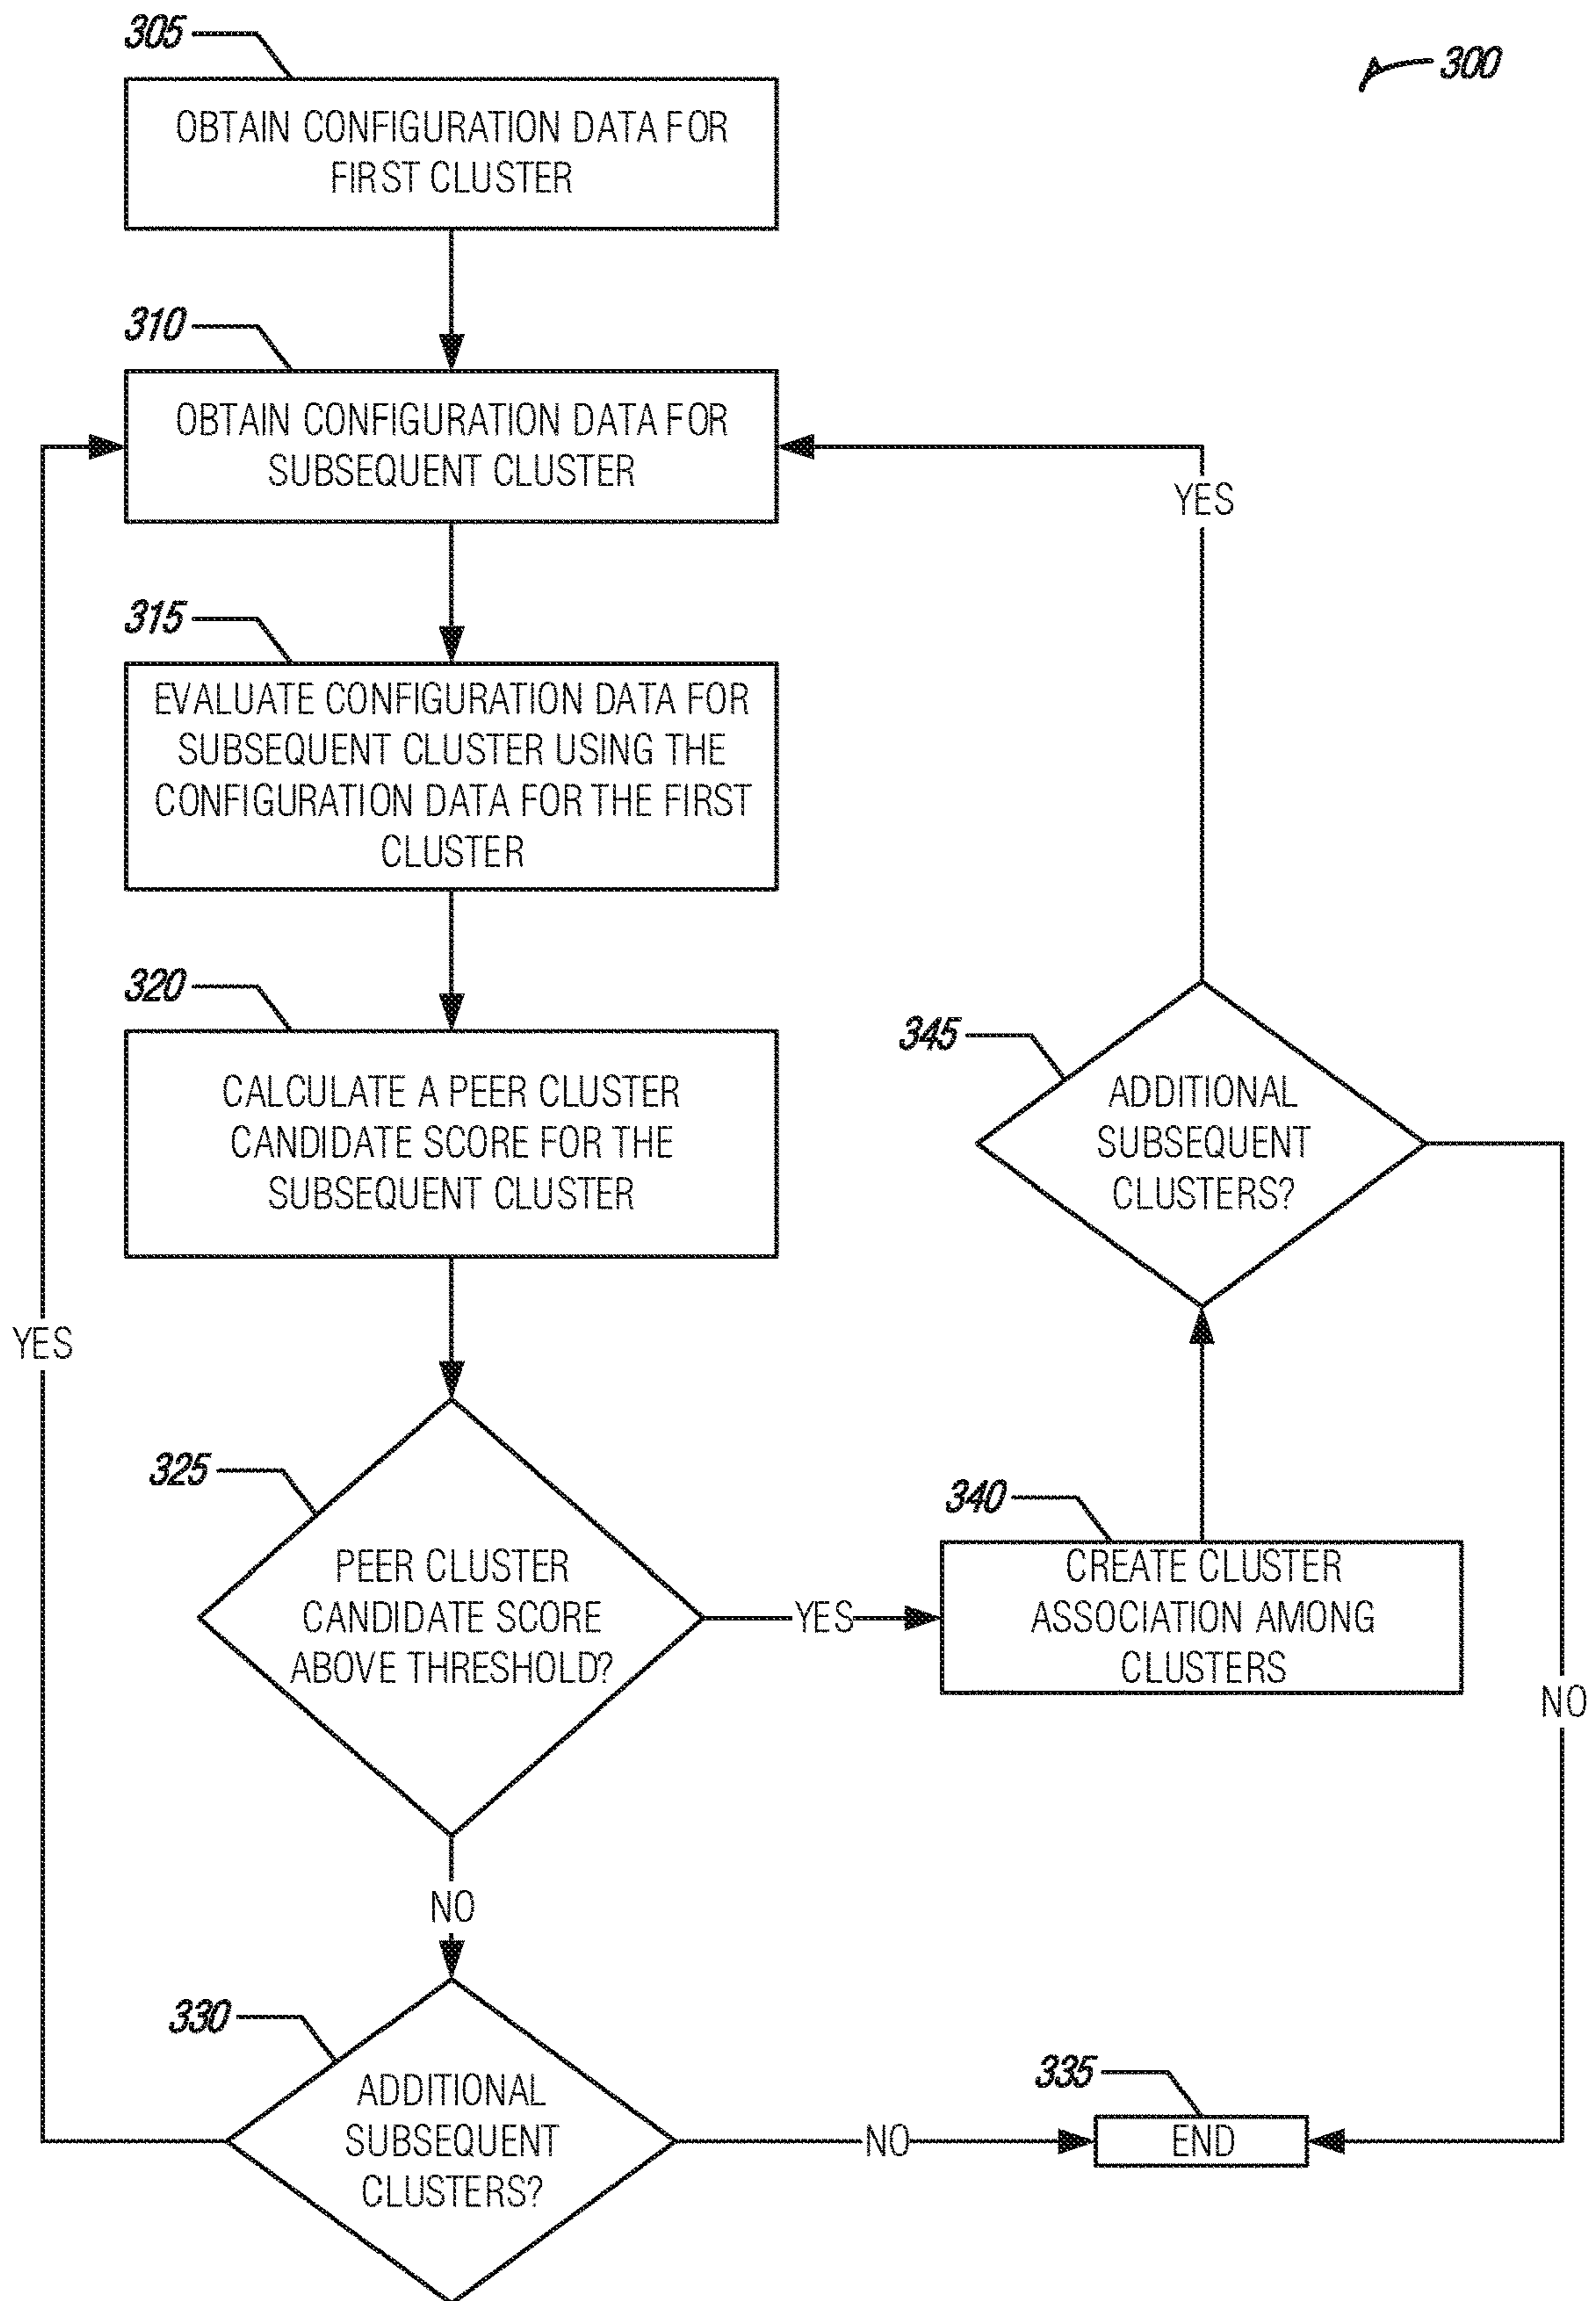 305
300
OBTAIN CONFIGURATION DATA FOR
FIRST CLUSTER
310
OBTAIN CONFIGURATION DATA FOR
SUBSEQUENT CLUSTER
YES
315
EVALUATE CONFIGURATION DATA FOR
SUBSEQUENT CLUSTER USING THE
CONFIGURATION DATA FOR THE FIRST
CLUSTER
320
CALCULATE A PEER CLUSTER
CANDIDATE SCORE FOR THE
SUBSEQUENT CLUSTER
345
ADDITIONAL
SUBSEQUENT
CLUSTERS?
YES
325
PEER CLUSTER
CANDIDATE SCORE
ABOVE THRESHOLD?
YES
340
CREATE CLUSTER
ASSOCIATION AMONG
CLUSTERS
NO
NO
330
ADDITIONAL
SUBSEQUENT
CLUSTERS?
NO
335
END